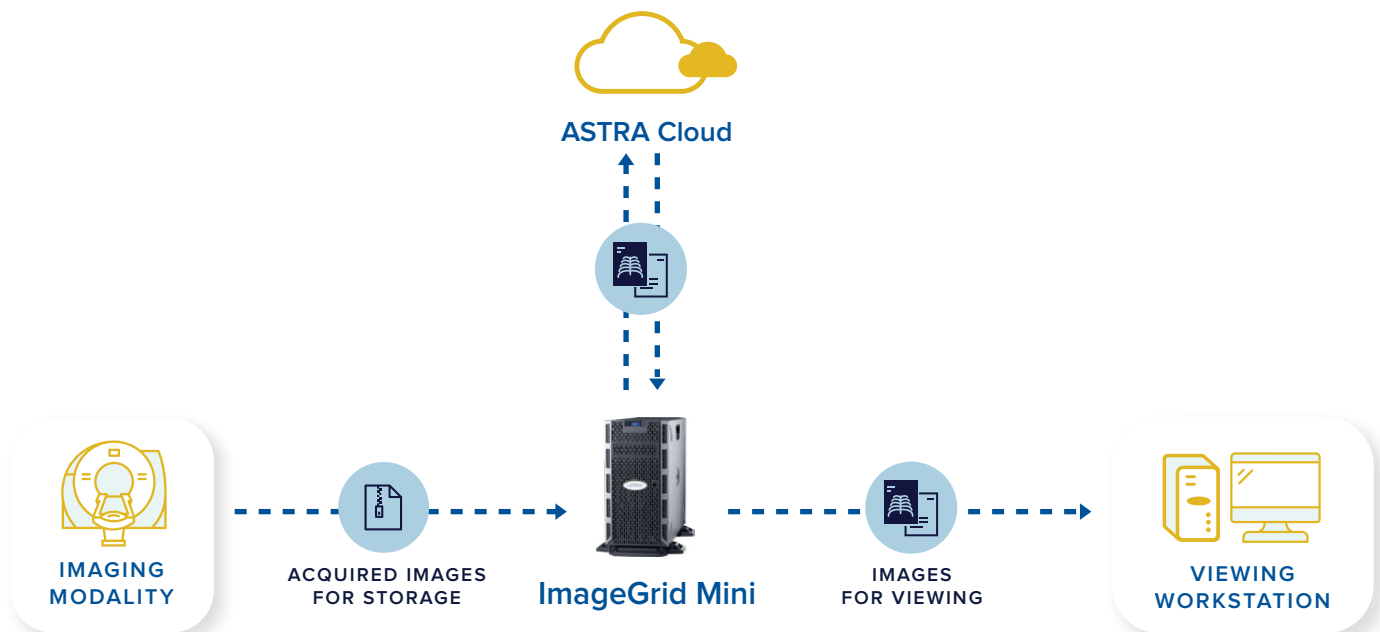 ASTRA Cloud
IMAGING
MODALITY
ACQUIRED IMAGES
FOR STORAGE
ImageGrid Mini
IMAGES
FOR VIEWING
VIEWING
WORKSTATION